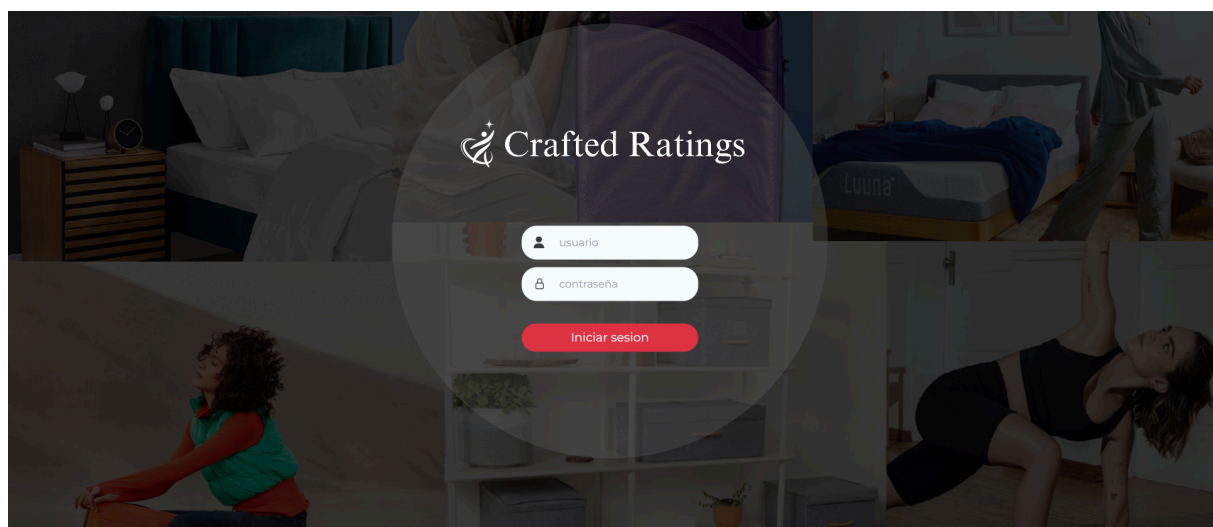 Crafted Ratings
Luuna
usuario
contraseña
Iniciar sesion